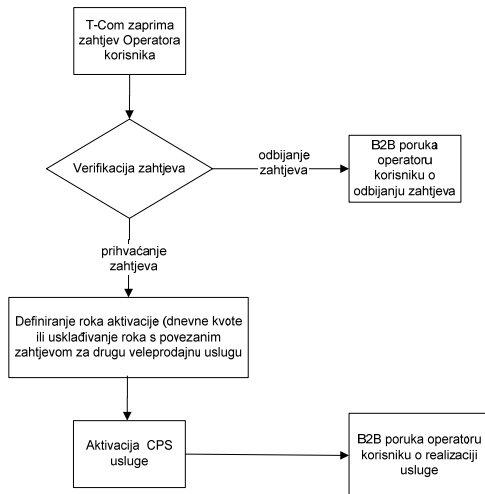 T-Com zaprima
zahtjev Operatora
korisnika
Verifikacija zahtjeva
odbijanje
zahtjeva
B2B poruka
operatoru
korisniku o
odbijanju zahtjeva
prihvaćanje
zahtjeva
Definiranje roka aktivacije (dnevne kvote
ili usklađivanje roka s povezanim
zahtjevom za drugu veleprodajnu uslugu
Aktivacija CPS
usluge
B2B poruka operatoru
korisniku o realizaciji
usluge